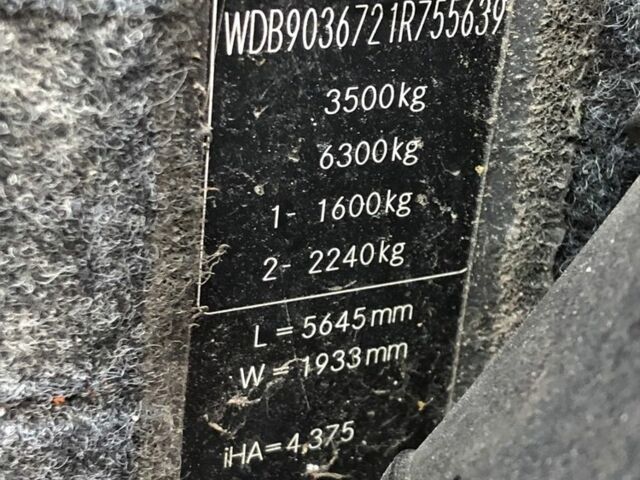 WDB9036721R755639
3500kg
6300kg
1- 1600kg
2- 2240kg
L = 5645mm
W = 1933mm
iHA = 4,375